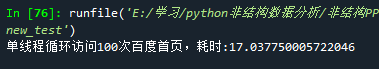 In [76]: runfile('E:/学习/python非结构数据分析/非结构PP
new_test')
单线程循环访问100次百度首页，耗时:17.037750005722046